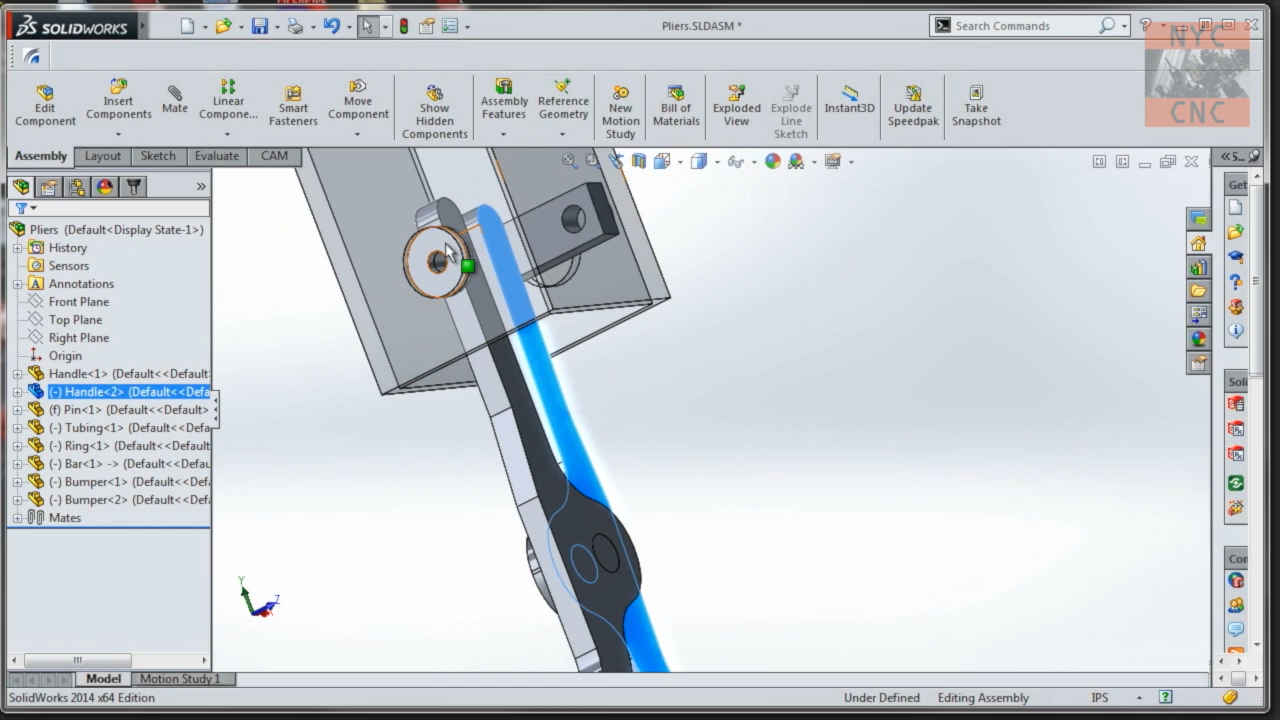 SOLIDWORKS
Pliers.SLDASM *
Search Commands
NYC
CNC
Edit Component
Insert Components
Mate
Linear Compone...
Smart Fasteners
Move Component
Show Hidden Components
Assembly Features
Reference Geometry
New Motion Study
Bill of Materials
Exploded View
Explode Line Sketch
Instant3D
Update Speedpak
Take Snapshot
Assembly
Layout
Sketch
Evaluate
CAM
Pliers (Default<Display State-1>)
History
Sensors
Annotations
Front Plane
Top Plane
Right Plane
Origin
Handle<1> (Default<<Default
(-) Handle<2> (Default<<Defa
(f) Pin<1> (Default<<Default>
(-) Tubing<1> (Default<<Defa
(-) Ring<1> (Default<<Default
(-) Bar<1> -> (Default<<Defau
(-) Bumper<1> (Default<<Def
(-) Bumper<2> (Default<<Def
Mates
Y
Z
S...
Get
Soli
Con
Model
Motion Study 1
SolidWorks 2014 x64 Edition
Under Defined
Editing Assembly
IPS